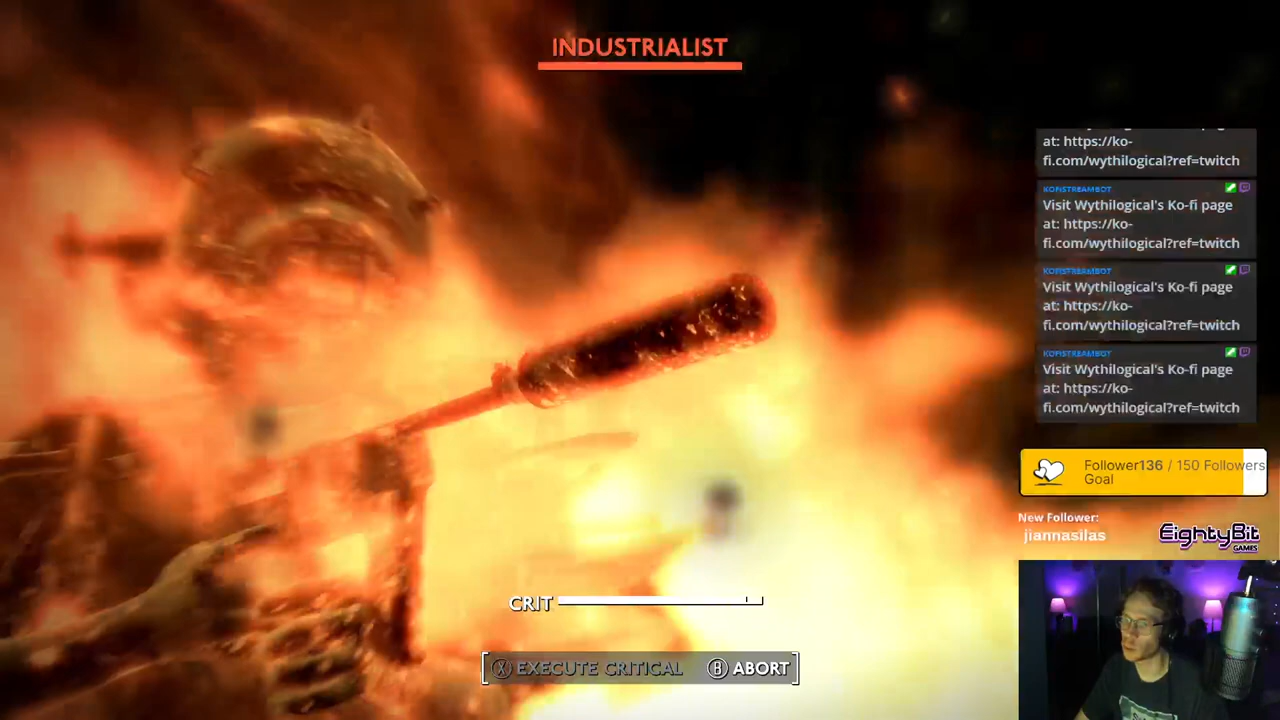 INDUSTRIALIST
at: https://ko-
fi.com/wythilogical?ref=twitch
KOFISTREAMBOT
Visit Wythilogical's Ko-fi page
at: https://ko-
fi.com/wythilogical?ref=twitch
KOFISTREAMBOT
Visit Wythilogical's Ko-fi page
at: https://ko-
fi.com/wythilogical?ref=twitch
KOFISTREAMBOT
Visit Wythilogical's Ko-fi page
at: https://ko-
fi.com/wythilogical?ref=twitch
Follower136 / 150 Followers
Goal
New Follower:
jiannasilas
EightyBit
GAMES
CRIT
X EXECUTE CRITICAL B ABORT